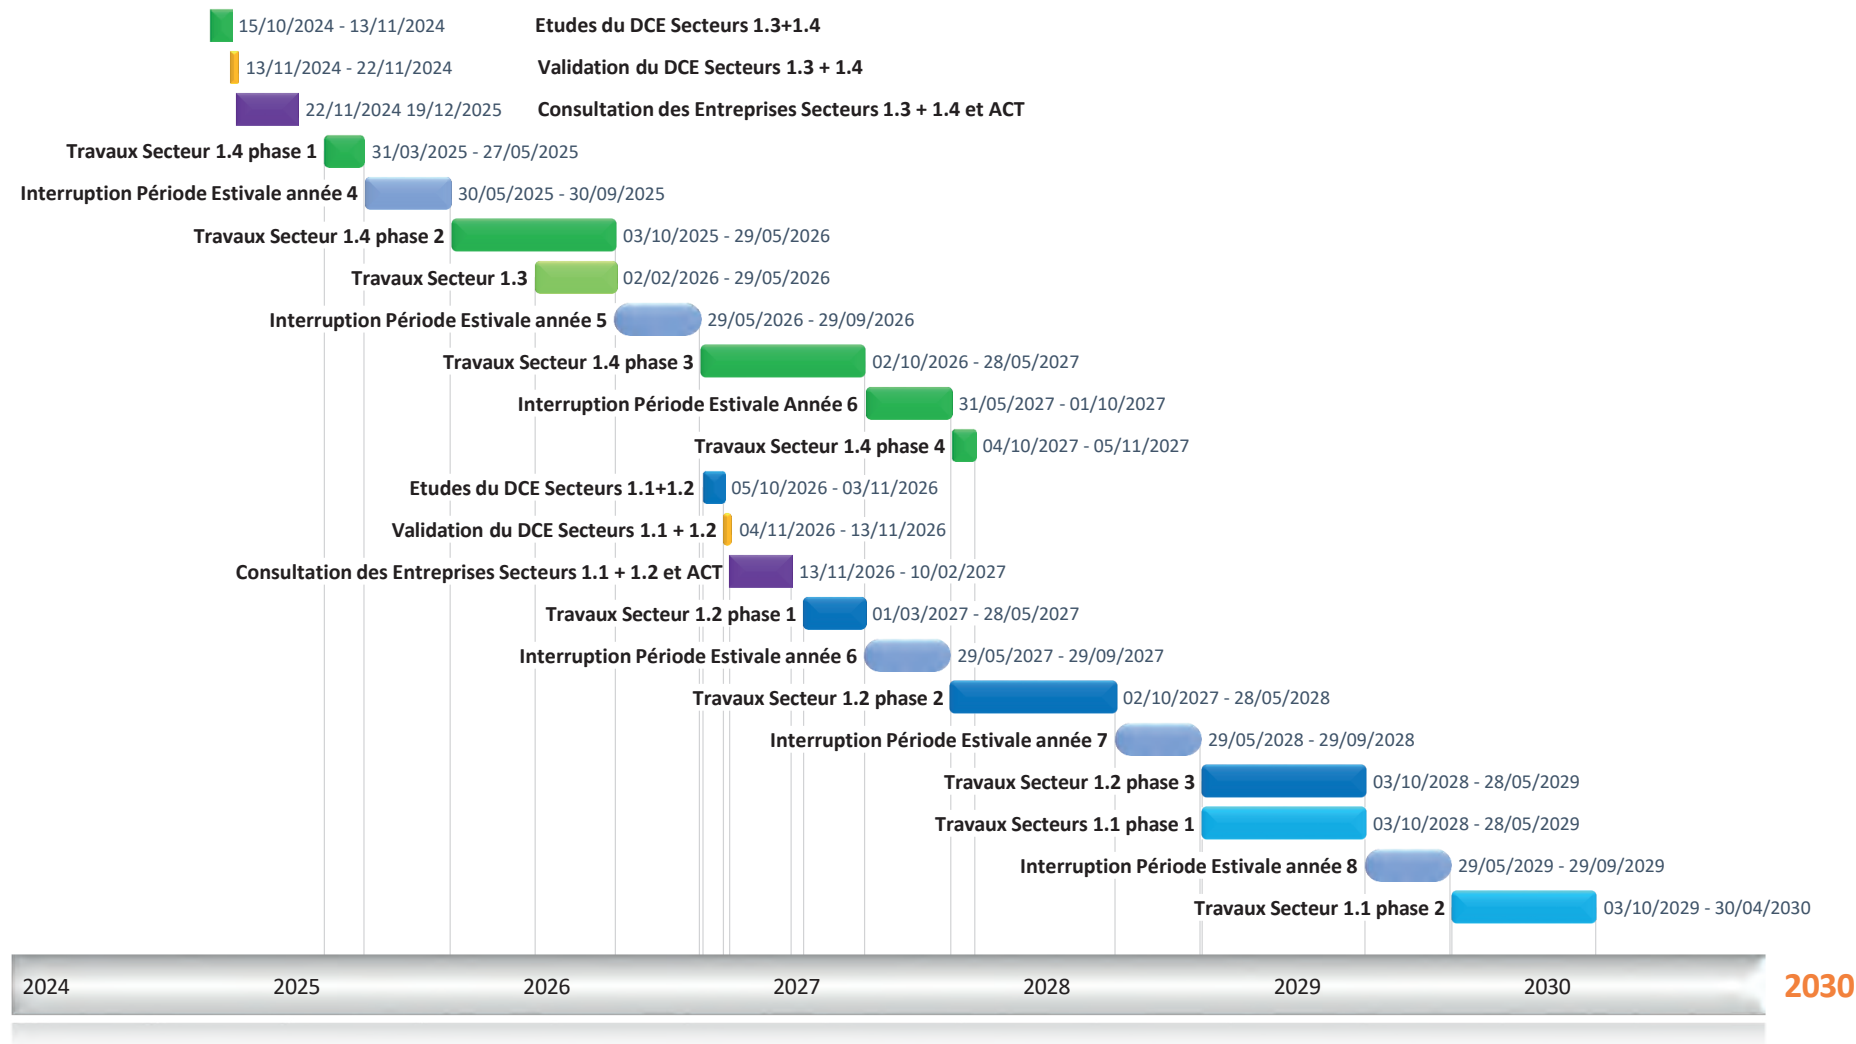 15/10/2024 - 13/11/2024 Etudes du DCE Secteurs 1.3+1.4
13/11/2024 - 22/11/2024 Validation du DCE Secteurs 1.3 + 1.4
22/11/2024 19/12/2025 Consultation des Entreprises Secteurs 1.3 + 1.4 et ACT
Travaux Secteur 1.4 phase 1 31/03/2025 - 27/05/2025
Interruption Période Estivale année 4 30/05/2025 - 30/09/2025
Travaux Secteur 1.4 phase 2 03/10/2025 - 29/05/2026
Travaux Secteur 1.3 02/02/2026 - 29/05/2026
Interruption Période Estivale année 5 29/05/2026 - 29/09/2026
Travaux Secteur 1.4 phase 3 02/10/2026 - 28/05/2027
Interruption Période Estivale Année 6 31/05/2027 - 01/10/2027
Travaux Secteur 1.4 phase 4 04/10/2027 - 05/11/2027
Etudes du DCE Secteurs 1.1+1.2 05/10/2026 - 03/11/2026
Validation du DCE Secteurs 1.1 + 1.2 04/11/2026 - 13/11/2026
Consultation des Entreprises Secteurs 1.1 + 1.2 et ACT 13/11/2026 - 10/02/2027
Travaux Secteur 1.2 phase 1 01/03/2027 - 28/05/2027
Interruption Période Estivale année 6 29/05/2027 - 29/09/2027
Travaux Secteur 1.2 phase 2 02/10/2027 - 28/05/2028
Interruption Période Estivale année 7 29/05/2028 - 29/09/2028
Travaux Secteur 1.2 phase 3 03/10/2028 - 28/05/2029
Travaux Secteurs 1.1 phase 1 03/10/2028 - 28/05/2029
Interruption Période Estivale année 8 29/05/2029 - 29/09/2029
Travaux Secteur 1.1 phase 2 03/10/2029 - 30/04/2030
2024 2025 2026 2027 2028 2029 2030 2030